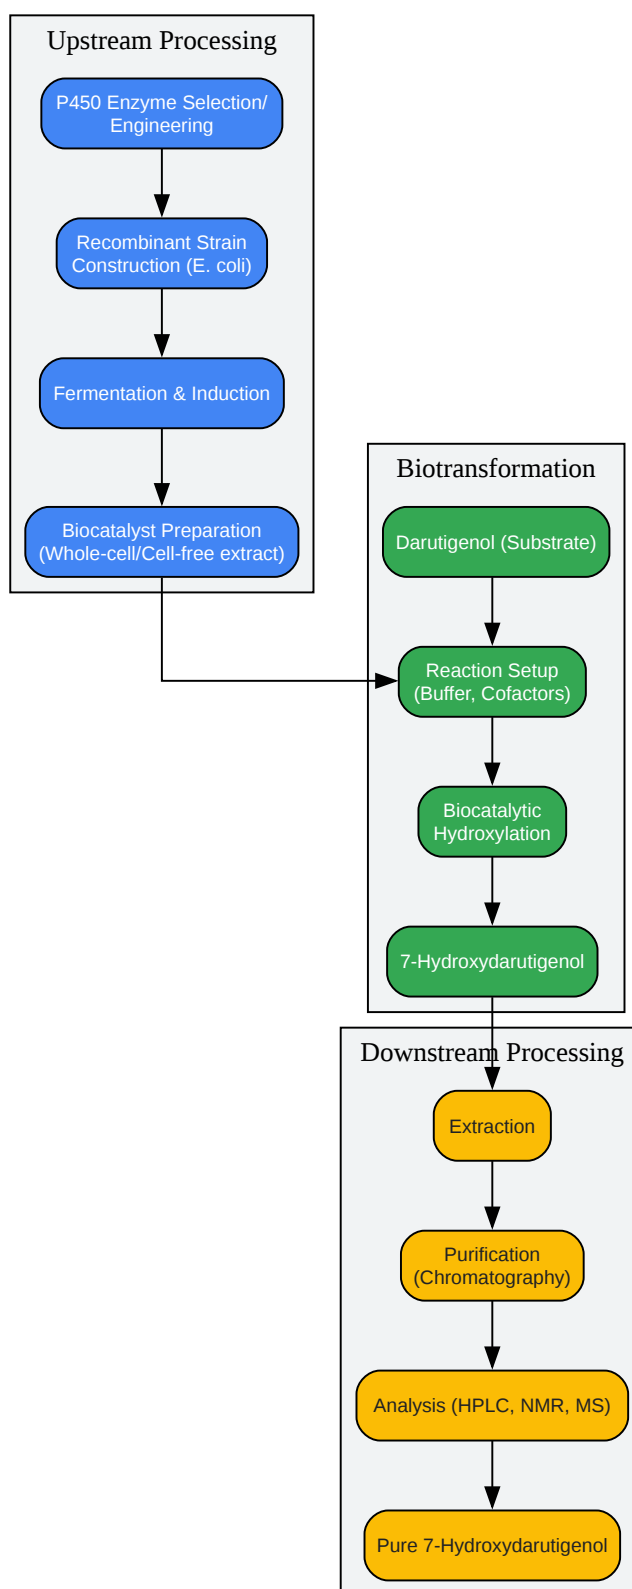 Upstream Processing
P450 Enzyme Selection/
Engineering
Recombinant Strain
Construction (E. coli)
Fermentation & Induction
Biocatalyst Preparation
(Whole-cell/Cell-free extract)
Biotransformation
Darutigenol (Substrate)
Reaction Setup
(Buffer, Cofactors)
Biocatalytic
Hydroxylation
7-Hydroxydarutigenol
Downstream Processing
Extraction
Purification
(Chromatography)
Analysis (HPLC, NMR, MS)
Pure 7-Hydroxydarutigenol